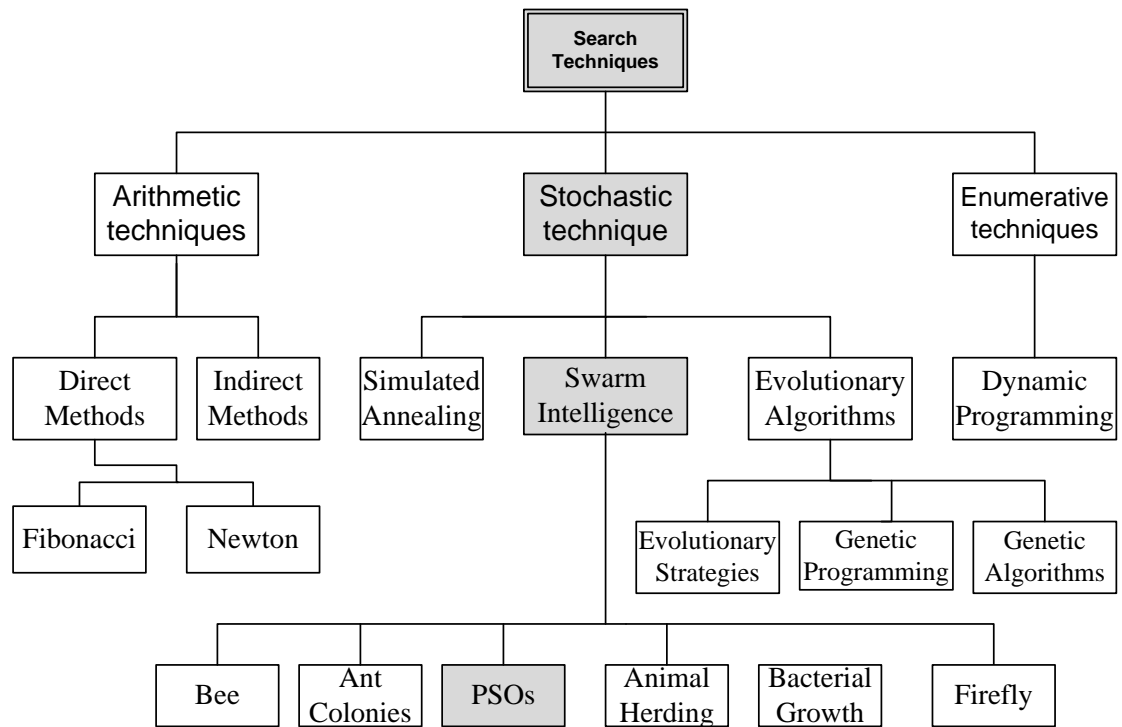 Search
Techniques
Arithmetic
techniques
Stochastic
technique
Enumerative
techniques
Direct
Methods
Indirect
Methods
Simulated
Annealing
Swarm
Intelligence
Evolutionary
Algorithms
Dynamic
Programming
Fibonacci
Newton
Evolutionary
Strategies
Genetic
Programming
Genetic
Algorithms
Bee
Ant
Colonies
PSOs
Animal
Herding
Bacterial
Growth
Firefly